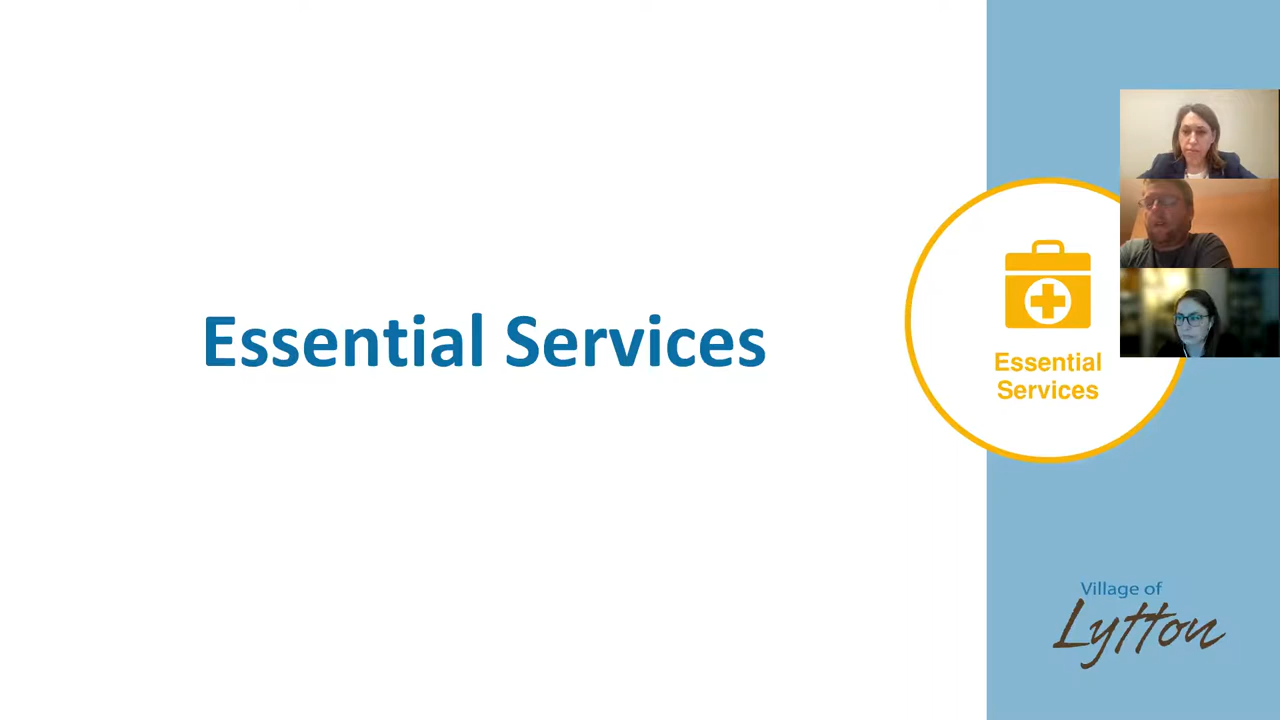 Essential Services
Essential
Services
Village of
Lytton